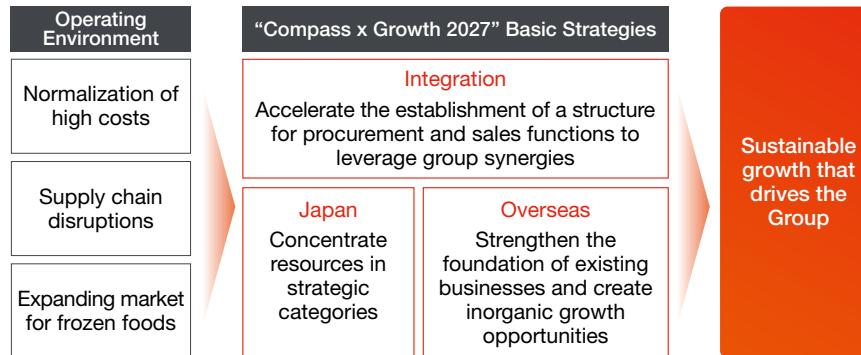 Operating
Environment
Normalization of
high costs
Supply chain
disruptions
Expanding market
for frozen foods
“Compass x Growth 2027” Basic Strategies
Integration
Accelerate the establishment of a structure
for procurement and sales functions to
leverage group synergies
Japan
Concentrate
resources in
strategic
categories
Overseas
Strengthen the
foundation of existing
businesses and create
inorganic growth
opportunities
Sustainable
growth that
drives the
Group